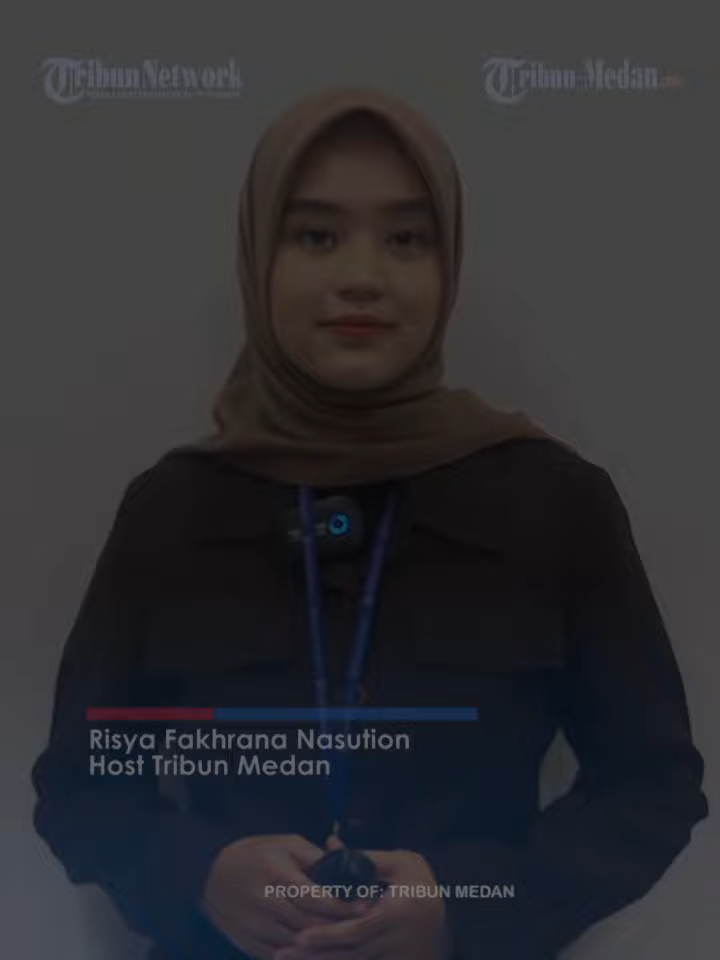 TribunNetwork
Tribun-Medan.com
Risya Fakhrana Nasution
Host Tribun Medan
PROPERTY OF: TRIBUN MEDAN